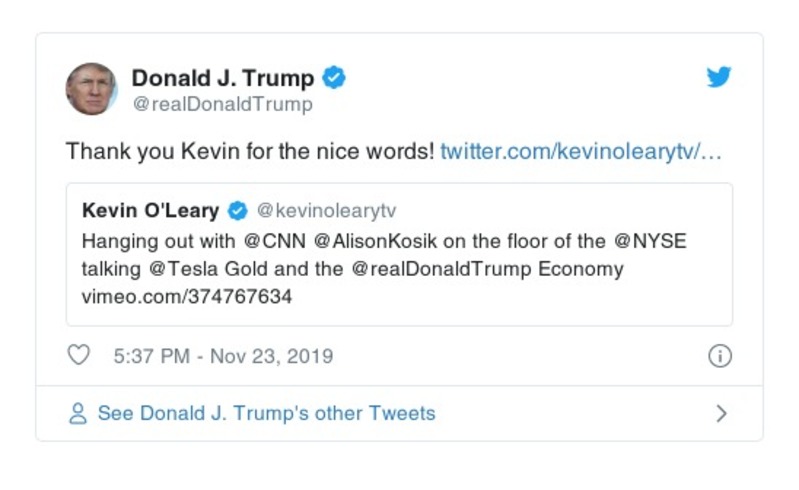 Donald J. Trump
@realDonaldTrump
Thank you Kevin for the nice words! twitter.com/kevinolearytv/…
Kevin O'Leary @kevinolearytv
Hanging out with @CNN @AlisonKosik on the floor of the @NYSE
talking @Tesla Gold and the @realDonaldTrump Economy
vimeo.com/374767634
5:37 PM - Nov 23, 2019
See Donald J. Trump's other Tweets